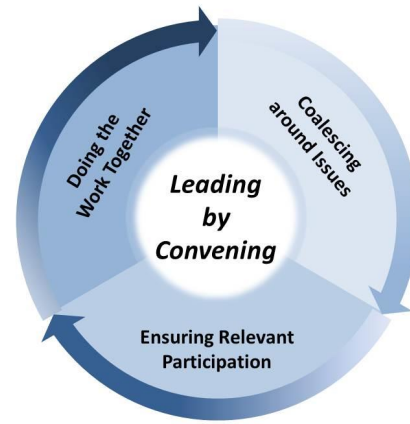 Coalescing
around Issues
Ensuring Relevant
Participation
Doing the
Work Together
Leading
by
Convening